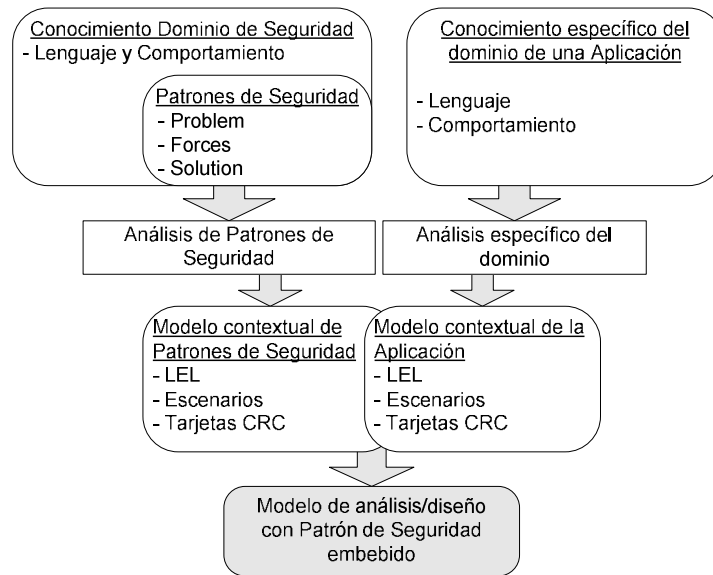 Conocimiento Dominio de Seguridad
- Lenguaje y Comportamiento
Patrones de Seguridad
- Problem
- Forces
- Solution
Conocimiento específico del
dominio de una Aplicación
- Lenguaje
- Comportamiento
Análisis de Patrones de
Seguridad
Análisis específico del
dominio
Modelo contextual de
Patrones de Seguridad
- LEL
- Escenarios
- Tarjetas CRC
Modelo contextual de la
Aplicación
- LEL
- Escenarios
- Tarjetas CRC
Modelo de análisis/diseño
con Patrón de Seguridad
embebido